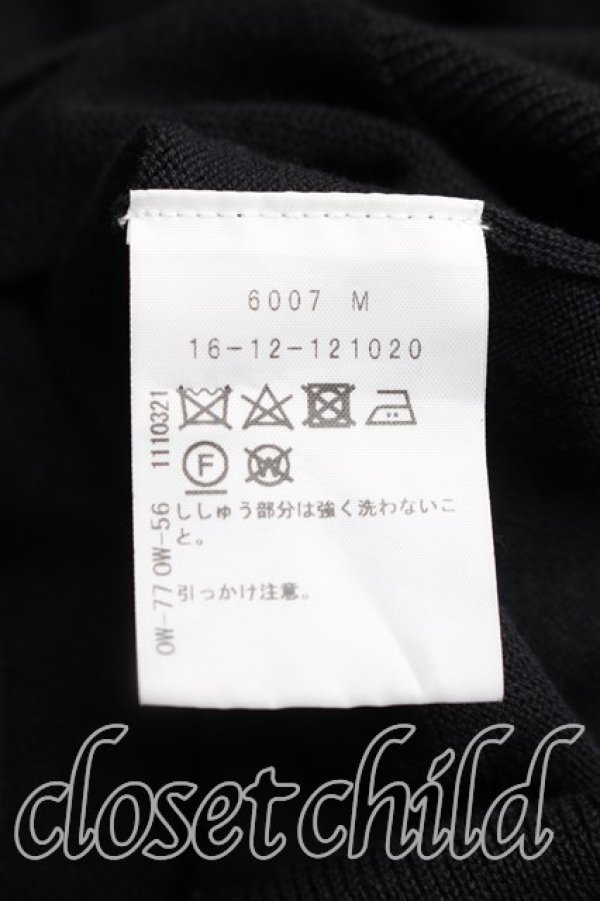 6007 M
16-12-121020
F
W
ししゅう部分は強く洗わないこ
と。
引っかけ注意。
OW-77 OW-56 1110321
closet child